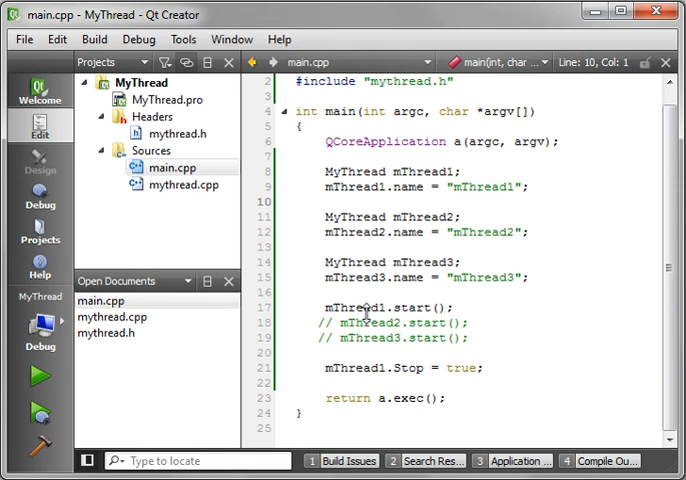 main.cpp - MyThread - Qt Creator
File Edit Build Debug Tools Window Help
Projects main.cpp main(int, char ... Line: 10, Col: 1
Welcome
Edit
Design
Debug
Projects
Help
MyThread
Debug
MyThread
MyThread.pro
Headers
mythread.h
Sources
main.cpp
mythread.cpp
Open Documents
main.cpp
mythread.cpp
mythread.h
2 #include "mythread.h"
3
4 int main(int argc, char *argv[])
5 {
6 QCoreApplication a(argc, argv);
7
8 MyThread mThread1;
9 mThread1.name = "mThread1";
10
11 MyThread mThread2;
12 mThread2.name = "mThread2";
13
14 MyThread mThread3;
15 mThread3.name = "mThread3";
16
17 mThread1.start();
18 // mThread2.start();
19 // mThread3.start();
20
21 mThread1.Stop = true;
22
23 return a.exec();
24 }
25
Type to locate 1 Build Issues 2 Search Res... 3 Application ... 4 Compile Ou...